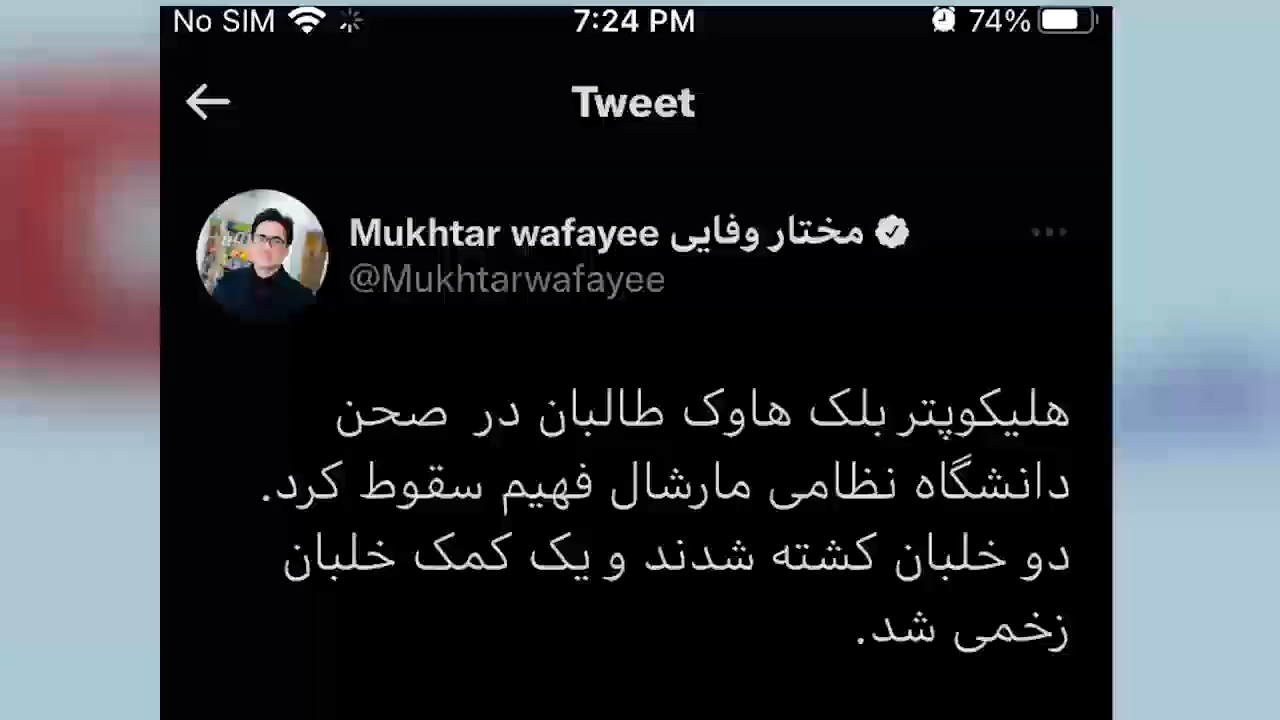 No SIM 7:24 PM 74%
Tweet
Mukhtar wafayee مختار وفایی
@Mukhtarwafayee
هلیکوپتر بلک هاوک طالبان در صحن
دانشگاه نظامی مارشال فهیم سقوط کرد.
دو خلبان کشته شدند و یک کمک خلبان
زخمی شد.